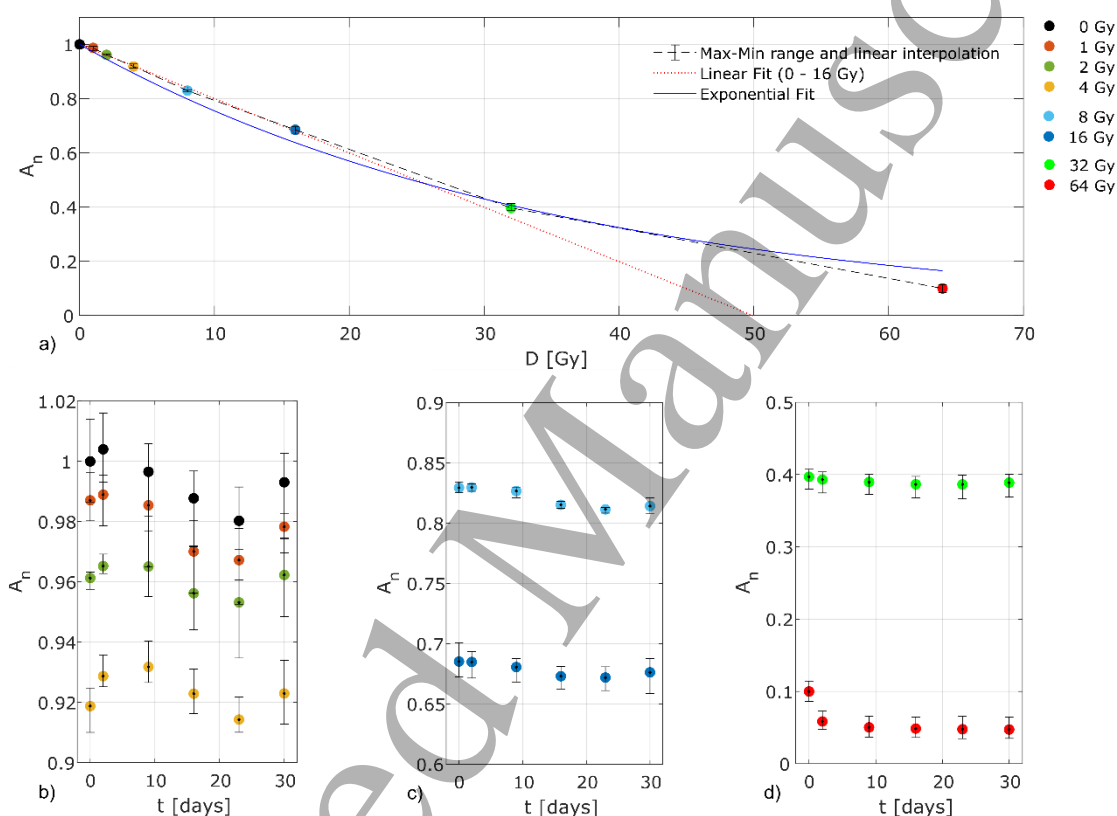 1
0.8
0.6
0.4
0.2
0
A_n
0 10 20 30 40 50 60 70
D [Gy]
a)
Max-Min range and linear interpolation
Linear Fit (0 - 16 Gy)
Exponential Fit
0 Gy
1 Gy
2 Gy
4 Gy
8 Gy
16 Gy
32 Gy
64 Gy
1.02
1
0.98
0.96
0.94
0.92
0.9
A_n
0 10 20 30
t [days]
b)
0.9
0.85
0.8
0.75
0.7
0.65
0.6
A_n
0 10 20 30
t [days]
c)
0.5
0.4
0.3
0.2
0.1
0
A_n
0 10 20 30
t [days]
d)
ed Manusc